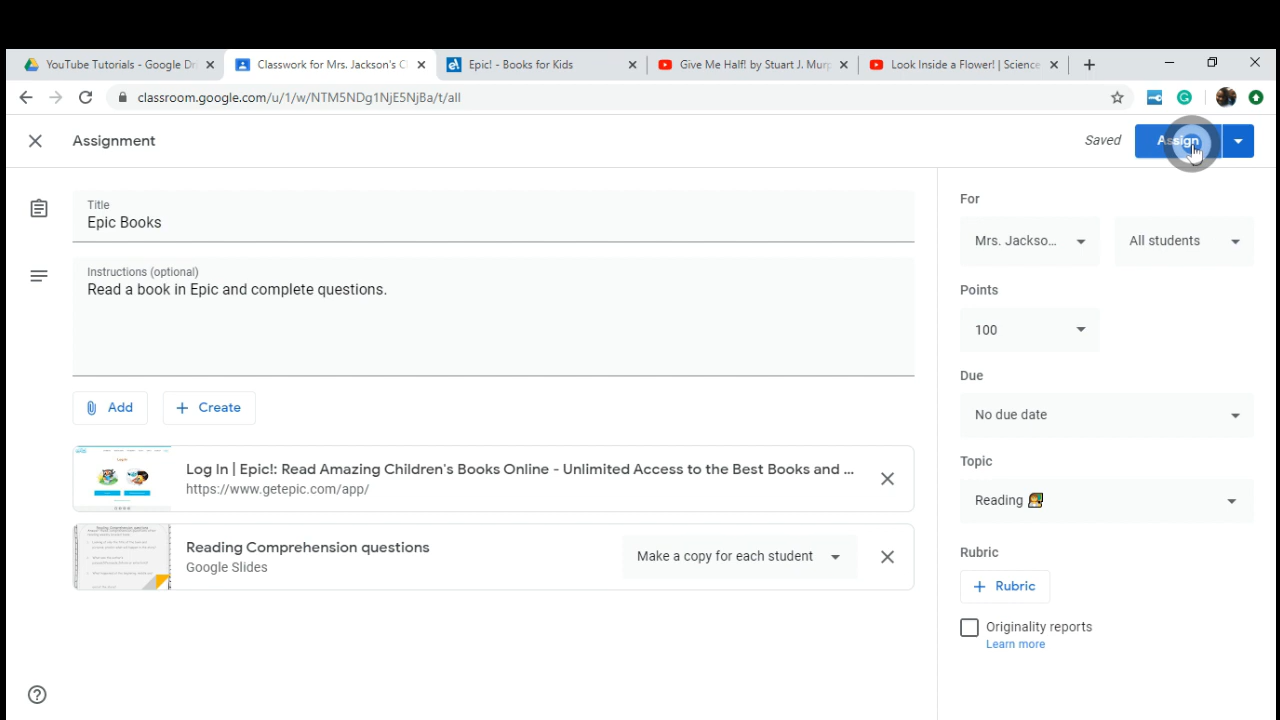 YouTube Tutorials - Google Dr
Classwork for Mrs. Jackson's Cl
Epic! - Books for Kids
Give Me Half! by Stuart J. Murp
Look Inside a Flower! | Science
classroom.google.com/u/1/w/NTM5NDg1NjE5NjBa/t/all
Assignment
Saved
Assign
Title
Epic Books
Instructions (optional)
Read a book in Epic and complete questions.
Add
Create
Log In | Epic!: Read Amazing Children's Books Online - Unlimited Access to the Best Books and ...
https://www.getepic.com/app/
Reading Comprehension questions
Google Slides
Make a copy for each student
For
Mrs. Jackso...
All students
Points
100
Due
No due date
Topic
Reading
Rubric
Rubric
Originality reports
Learn more